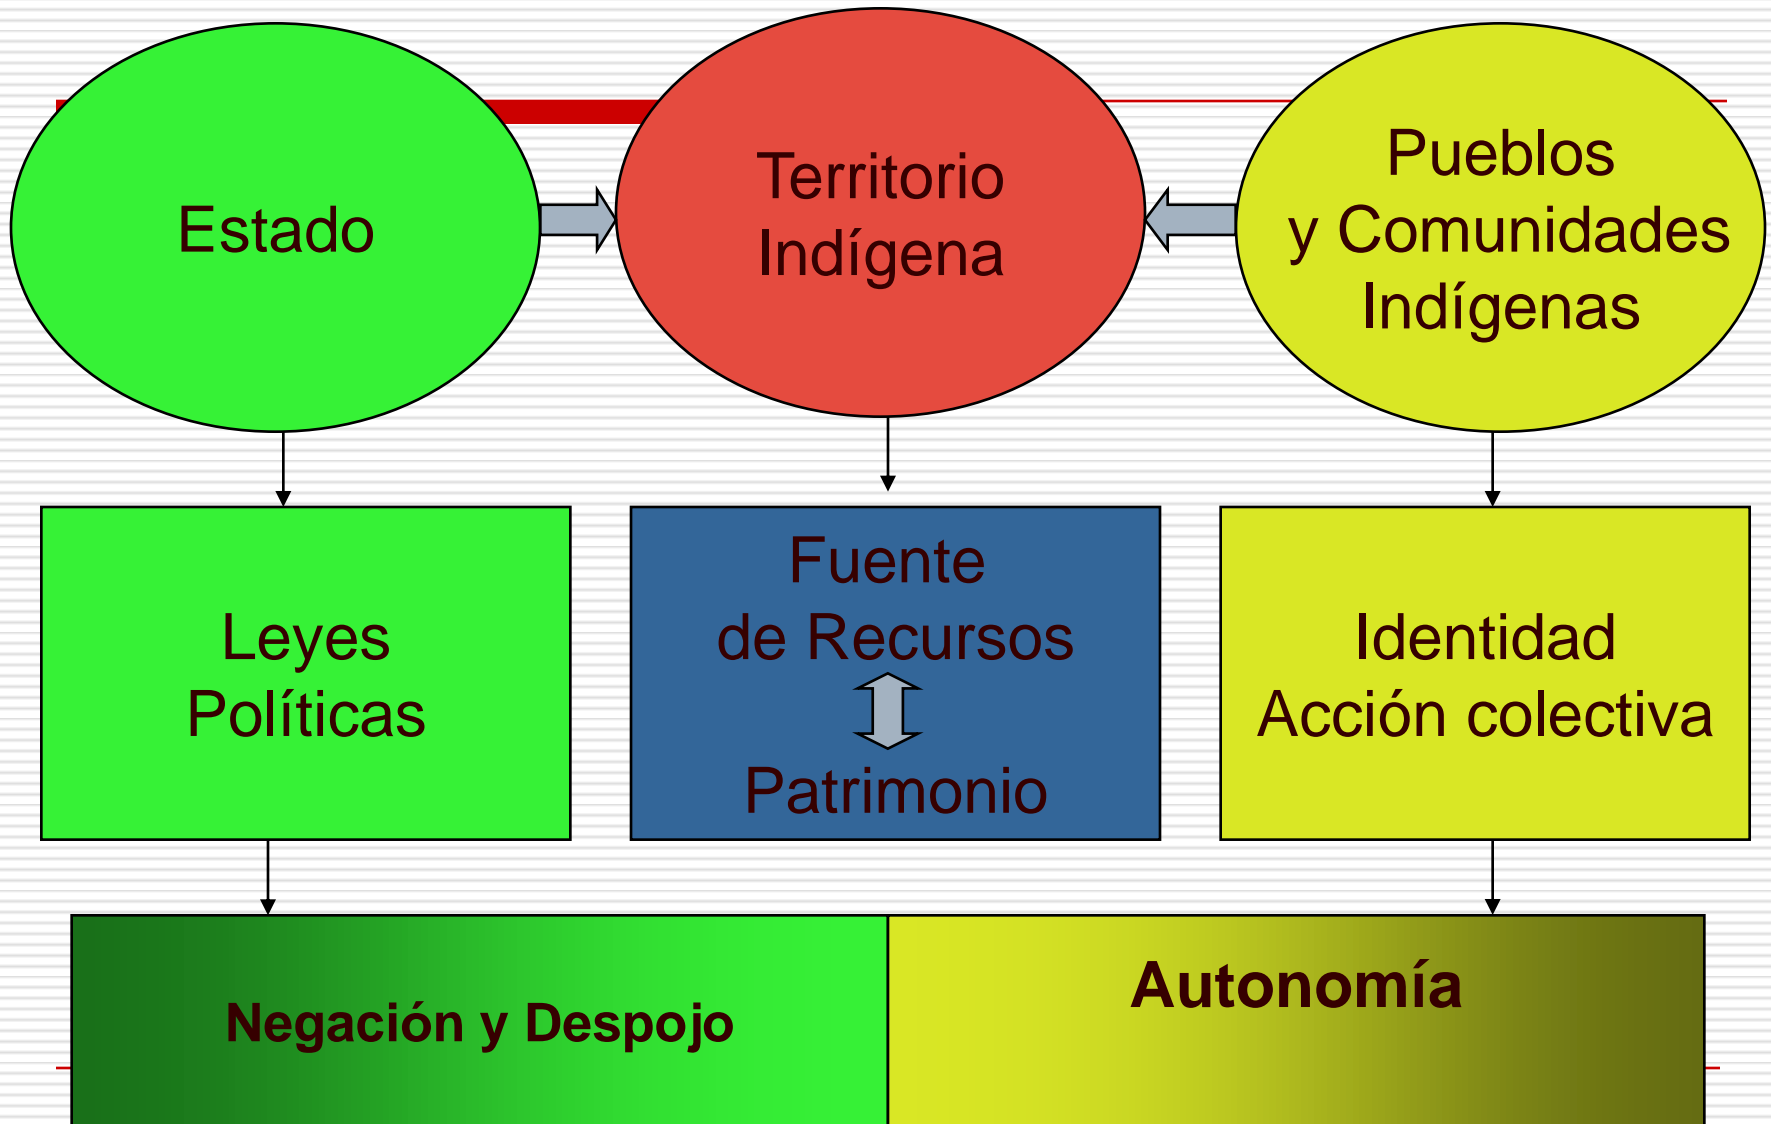 Estado
Territorio
Indígena
Pueblos
y Comunidades
Indígenas
Leyes
Políticas
Fuente
de Recursos
Patrimonio
Identidad
Acción colectiva
Negación y Despojo
Autonomía